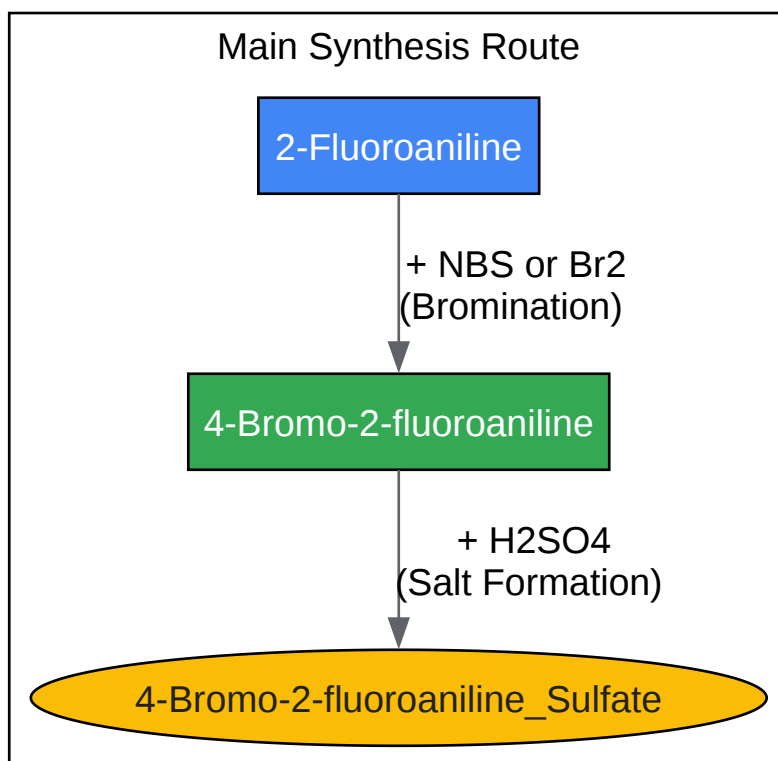 Main Synthesis Route
2-Fluoroaniline
+ NBS or Br2
(Bromination)
4-Bromo-2-fluoroaniline
+ H2SO4
(Salt Formation)
4-Bromo-2-fluoroaniline_Sulfate